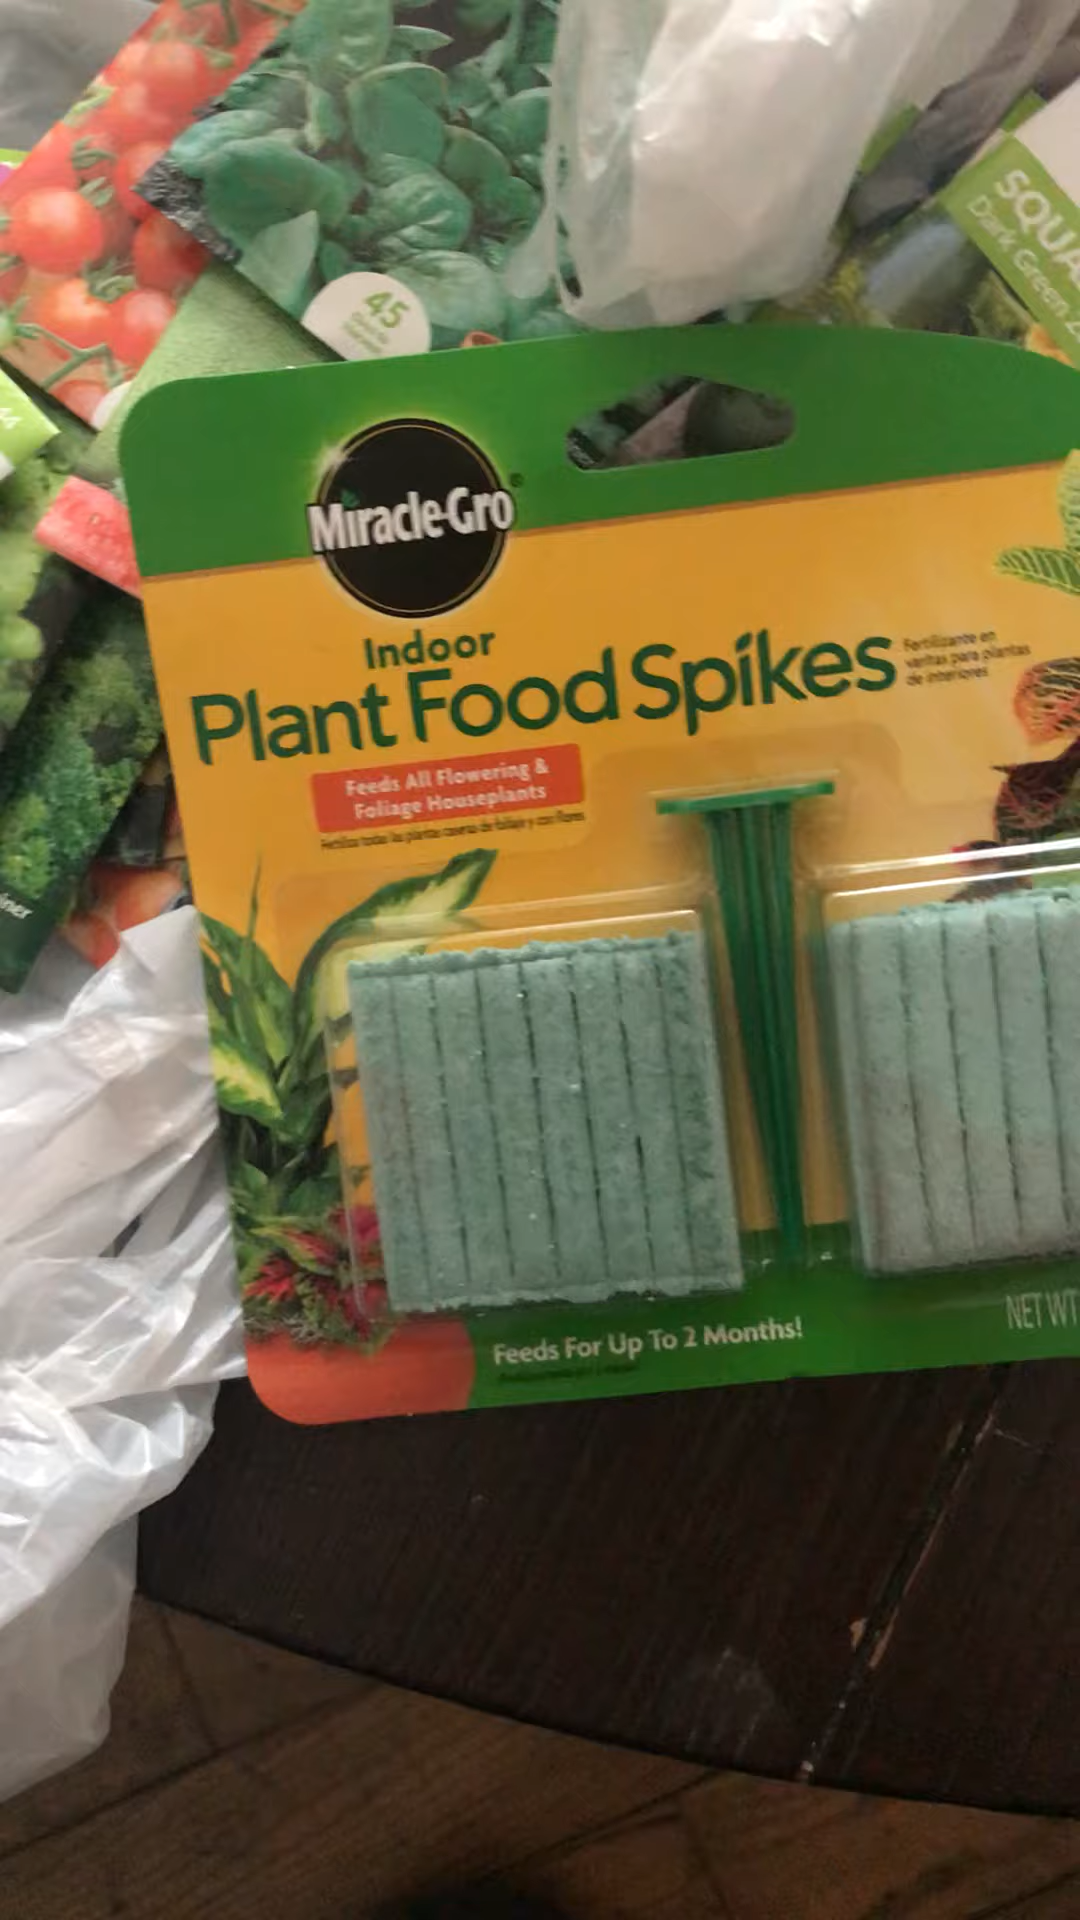 45
SQUA
Dark Green Z
44
Miracle-Gro®
Indoor
Plant Food Spikes
Fertilizante en
varitas para plantas
de interiores
Feeds All Flowering &
Foliage Houseplants
Feeds For Up To 2 Months!
NET WT